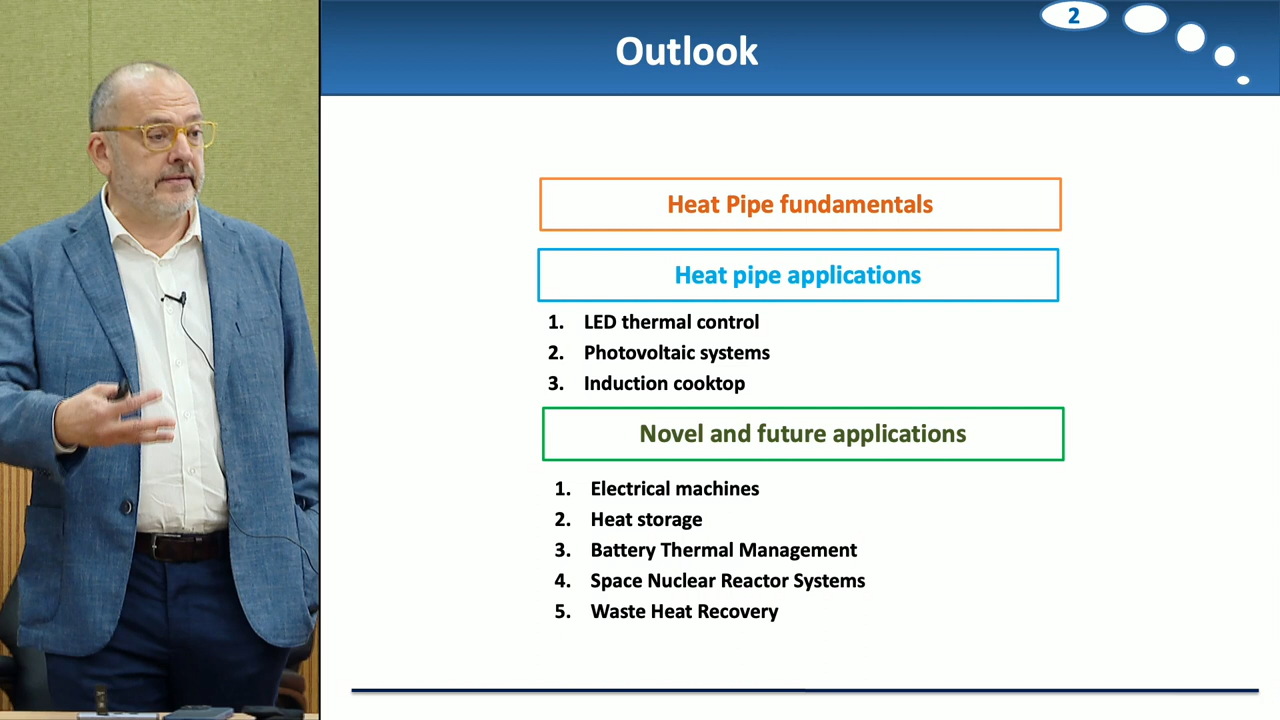 2
Outlook
Heat Pipe fundamentals
Heat pipe applications
1. LED thermal control
2. Photovoltaic systems
3. Induction cooktop
Novel and future applications
1. Electrical machines
2. Heat storage
3. Battery Thermal Management
4. Space Nuclear Reactor Systems
5. Waste Heat Recovery